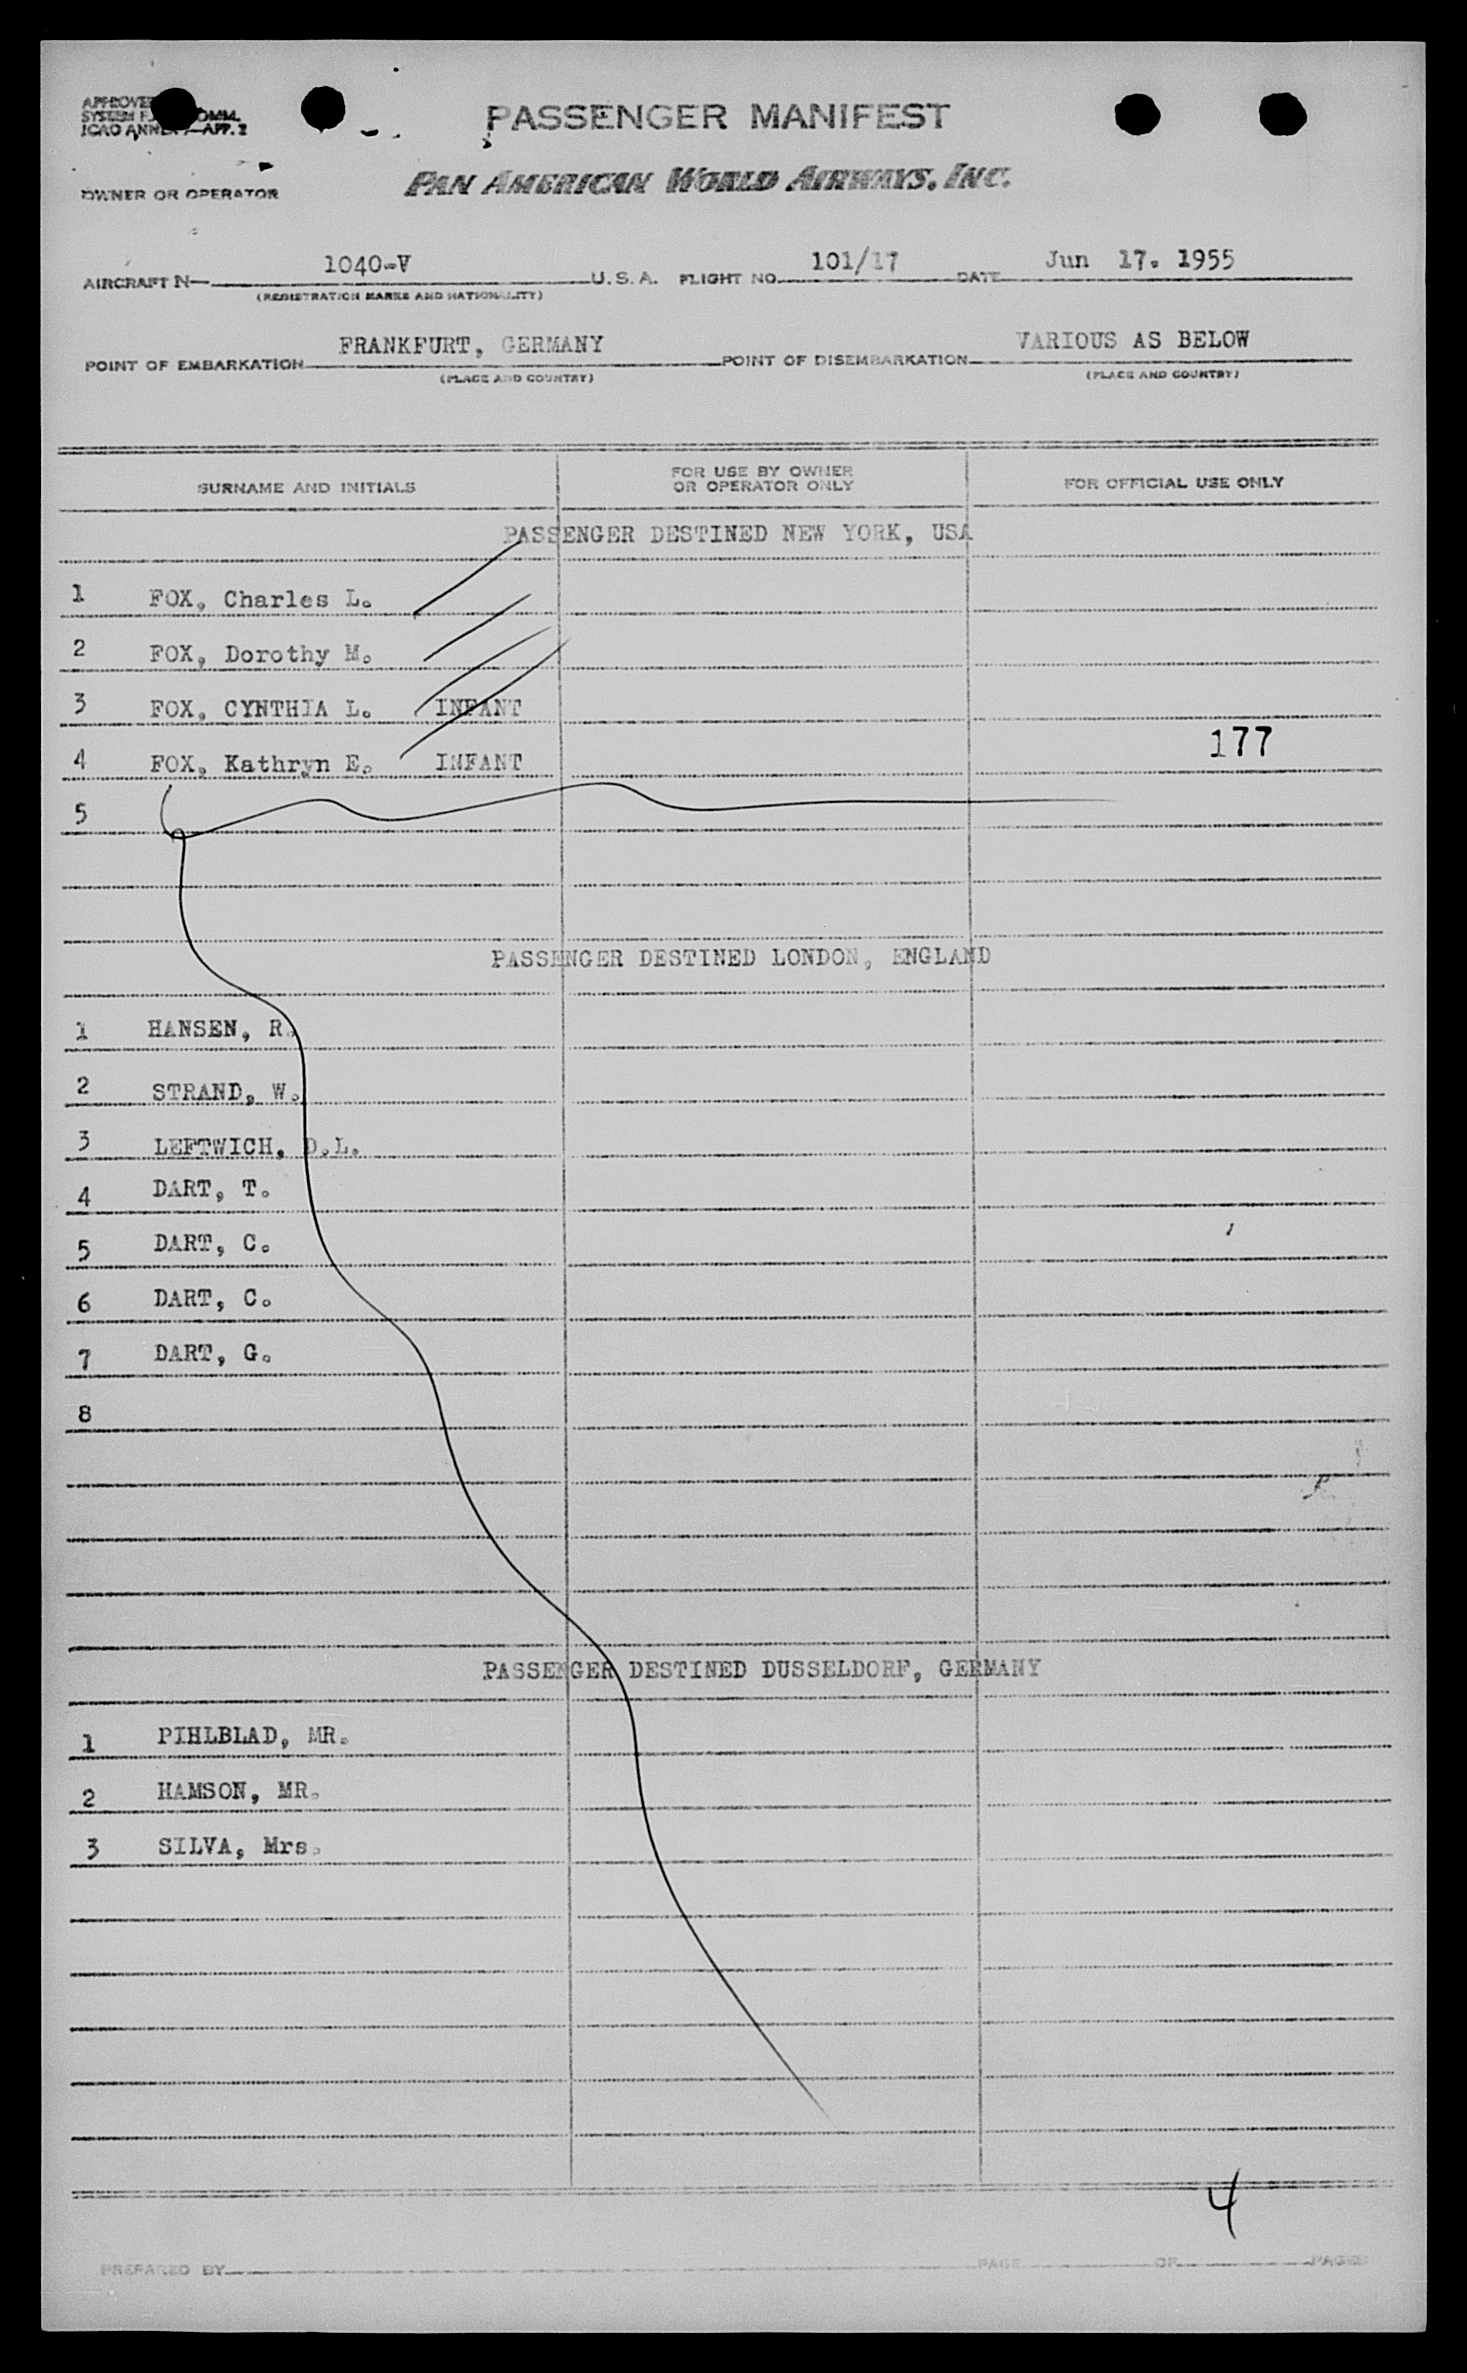 PASSENGER MANIFEST
APPROVE
SYSTEM F OMM.
ICAO ANNEX —APP. 2
PAN AMERICAN WORLD AIRWAYS, INC.
OWNER OR OPERATOR
AIRCRAFT N— 1040-V U.S.A. FLIGHT NO. 101/17 DATE Jun 17. 1955
(REGISTRATION MARKS AND NATIONALITY)
POINT OF EMBARKATION FRANKFURT, GERMANY POINT OF DISEMBARKATION VARIOUS AS BELOW
(PLACE AND COUNTRY) (PLACE AND COUNTRY)
SURNAME AND INITIALS FOR USE BY OWNER OR OPERATOR ONLY FOR OFFICIAL USE ONLY
PASSENGER DESTINED NEW YORK, USA
1 FOX, Charles L.
2 FOX, Dorothy M.
3 FOX, CYNTHIA L. INFANT
4 FOX, Kathryn E. INFANT 177
5
PASSENGER DESTINED LONDON, ENGLAND
1 HANSEN, R.
2 STRAND, W.
3 LEFTWICH, D.L.
4 DART, T.
5 DART, C.
6 DART, C.
7 DART, G.
8
PASSENGER DESTINED DUSSELDORF, GERMANY
1 PIHLBLAD, MR.
2 HAMSON, MR.
3 SILVA, Mrs.
4
PREPARED BY PAGE OF PAGES